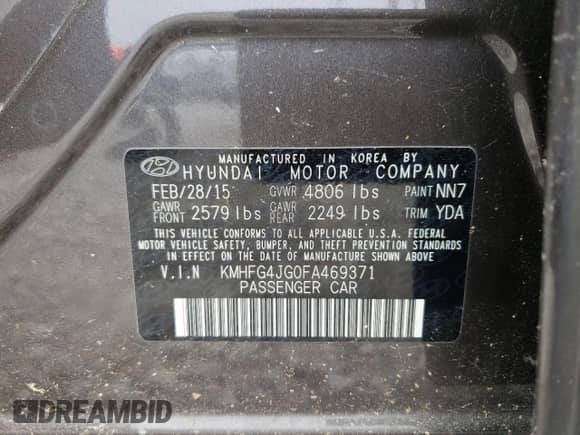 MANUFACTURED IN KOREA BY
HYUNDAI MOTOR COMPANY
FEB/28/15 GVWR 4806 lbs PAINT NN7
GAWR FRONT 2579 lbs GAWR REAR 2249 lbs TRIM YDA
THIS VEHICLE CONFORMS TO ALL APPLICABLE U.S.A. FEDERAL
MOTOR VEHICLE SAFETY, BUMPER, AND THEFT PREVENTION STANDARDS
IN EFFECT ON THE DATE OF MANUFACTURE SHOWN ABOVE
V.I.N KMHFG4JG0FA469371
PASSENGER CAR
DREAMBID